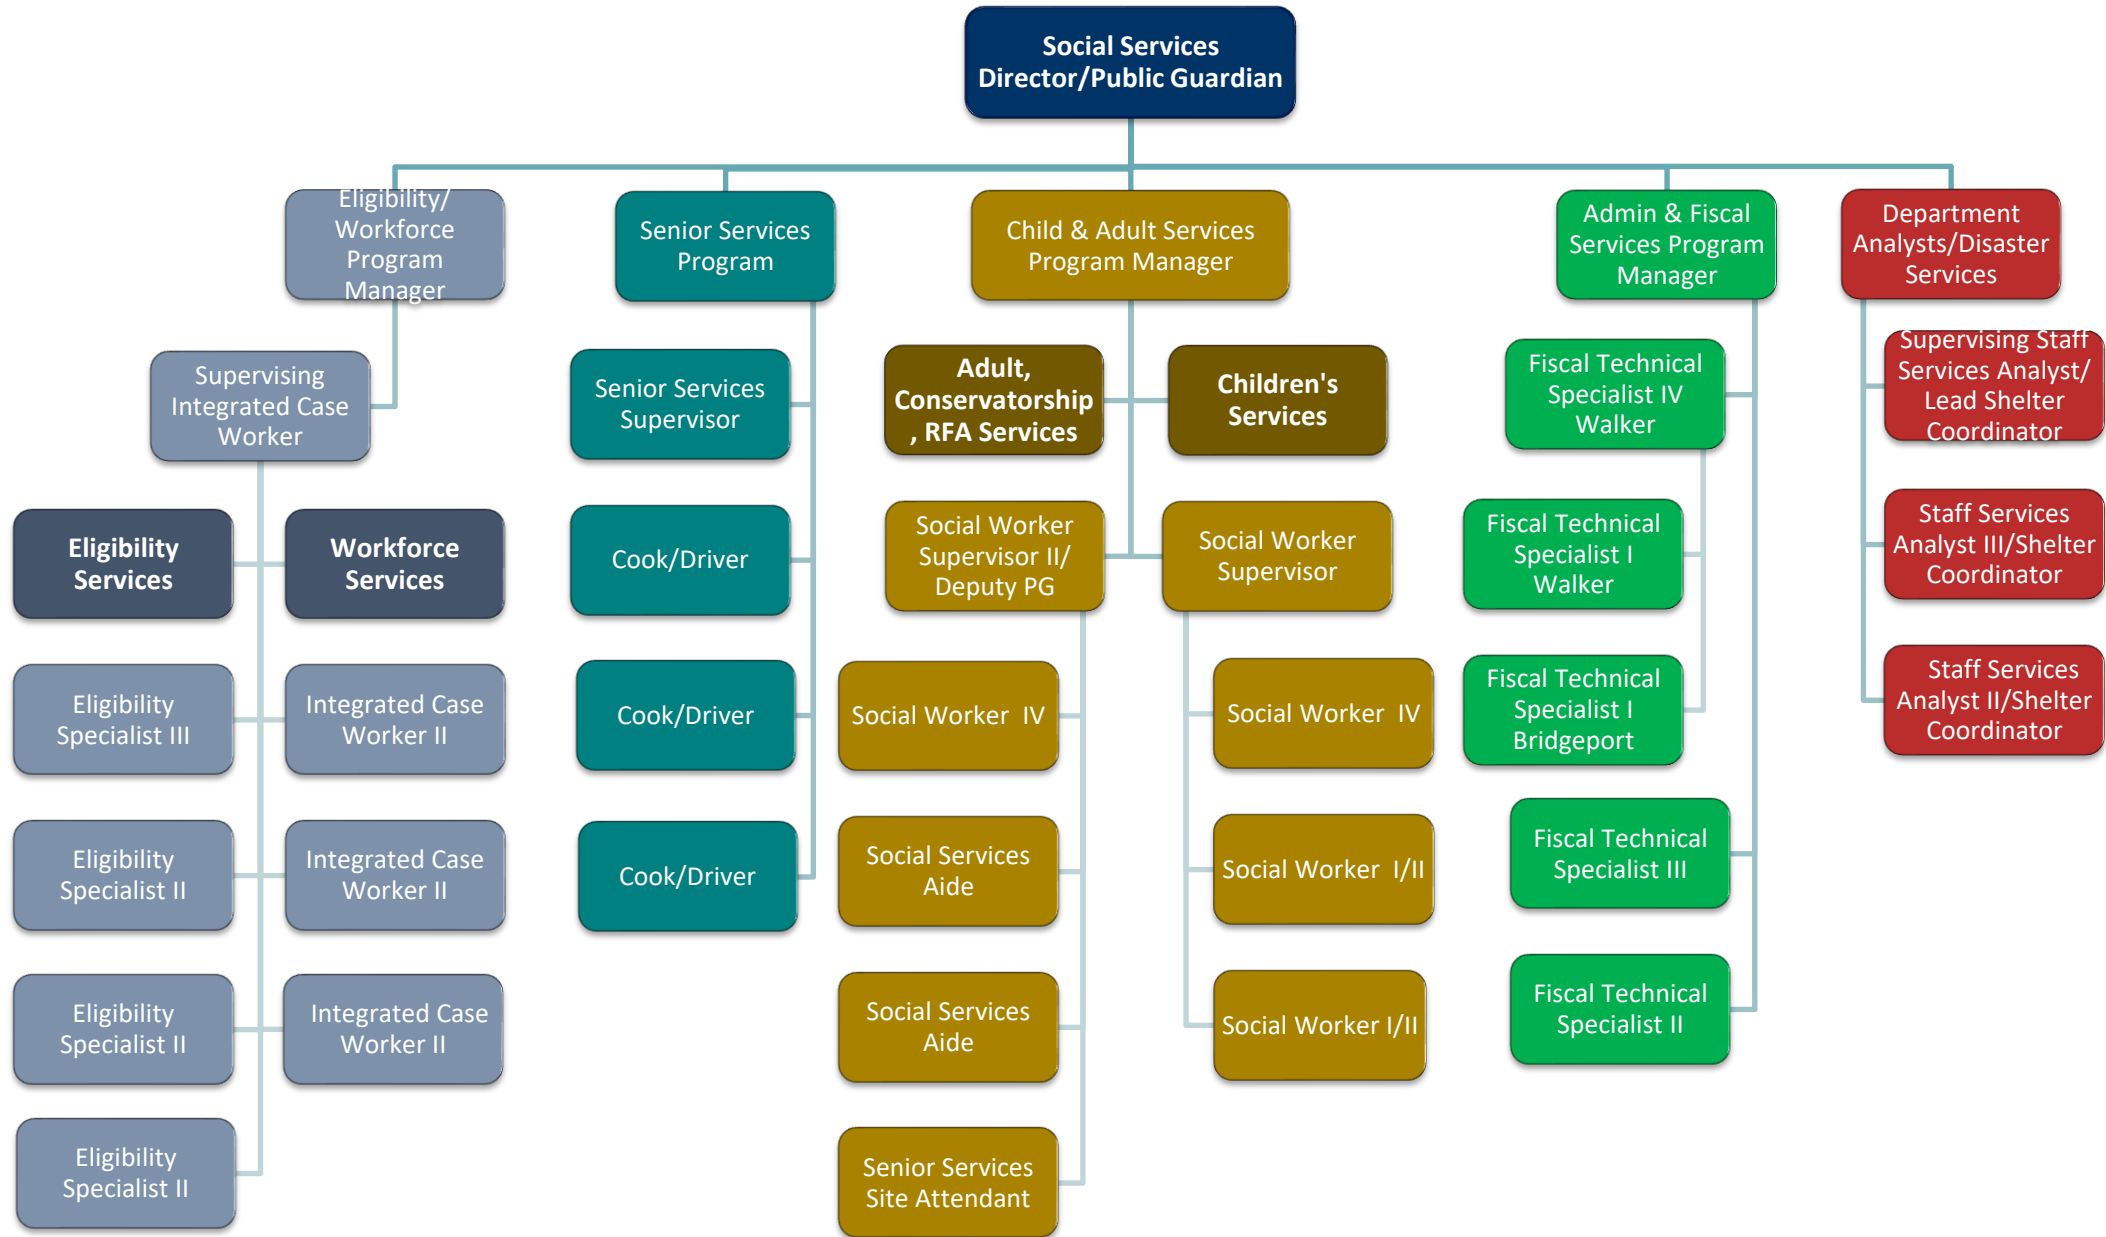 Social Services
Director/Public Guardian
Eligibility/
Workforce
Program
Manager
Senior Services
Program
Child & Adult Services
Program Manager
Admin & Fiscal
Services Program
Manager
Department
Analysts/Disaster
Services
Supervising
Integrated Case
Worker
Eligibility
Services
Workforce
Services
Eligibility
Specialist III
Integrated Case
Worker II
Eligibility
Specialist II
Integrated Case
Worker II
Eligibility
Specialist II
Integrated Case
Worker II
Eligibility
Specialist II
Senior Services
Supervisor
Cook/Driver
Cook/Driver
Cook/Driver
Adult,
Conservatorship
, RFA Services
Children's
Services
Social Worker
Supervisor II/
Deputy PG
Social Worker
Supervisor
Social Worker  IV
Social Services
Aide
Social Services
Aide
Senior Services
Site Attendant
Social Worker  IV
Social Worker  I/II
Social Worker I/II
Fiscal Technical
Specialist IV
Walker
Fiscal Technical
Specialist I
Walker
Fiscal Technical
Specialist I
Bridgeport
Fiscal Technical
Specialist III
Fiscal Technical
Specialist II
Supervising Staff
Services Analyst/
Lead Shelter
Coordinator
Staff Services
Analyst III/Shelter
Coordinator
Staff Services
Analyst II/Shelter
Coordinator